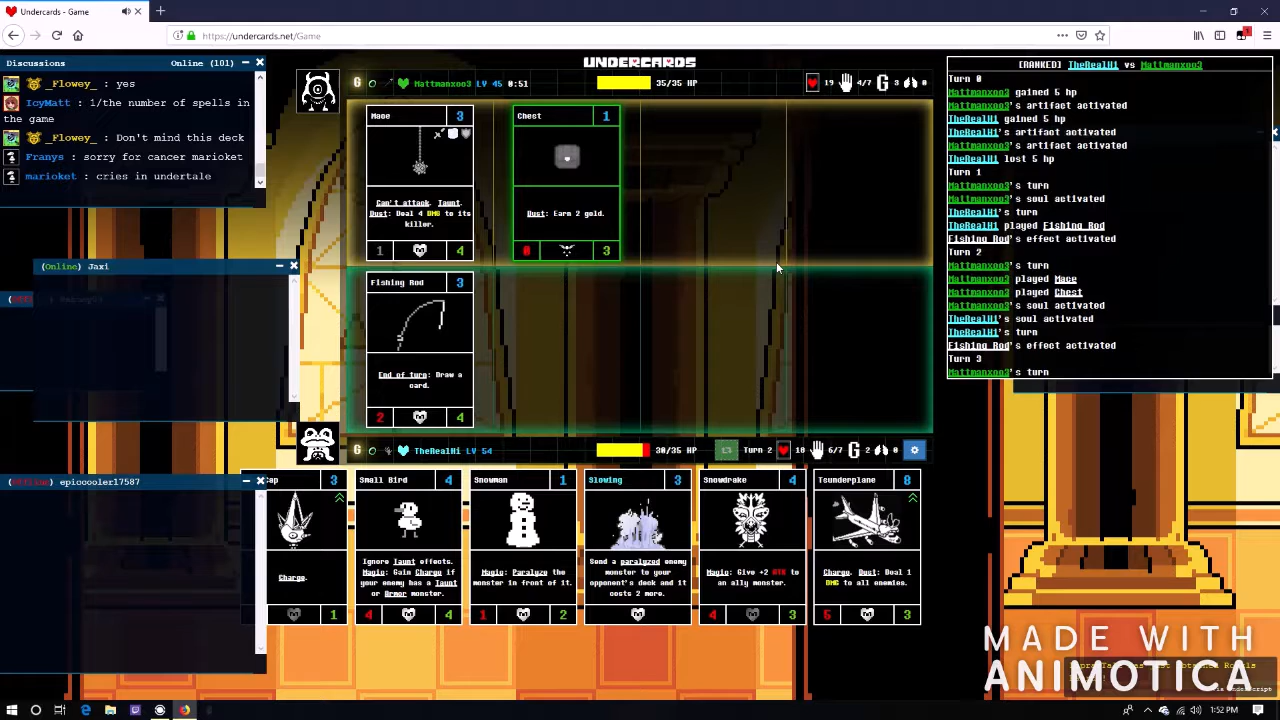 Undercards - Game
https://undercards.net/Game
Discussions Online (101)
_Flowey_ : yes
IcyMatt : 1/the number of spells in
the game
_Flowey_ : Don't mind this deck
Franys : sorry for cancer marioket
marioket : cries in undertale
(Online) Jaxi
epiccooler17587
UNDERCARDS
G Mattmanxoo3 LV 45 0:51 35/35 HP 19 4/7 G 3 0
Mace 3
Can't attack. Taunt.
Dust: Deal 4 DMG to its
killer.
1 4
Chest 1
Dust: Earn 2 gold.
0 3
Fishing Rod 3
End of turn: Draw a
card.
2 4
G TheRealHi LV 54 30/35 HP Turn 2 18 6/7 G 2 0
cap 3
Charge.
1
Small Bird 4
Ignore Taunt effects.
Magic: Gain Charge if
your enemy has a Taunt
or Armor monster.
4 4
Snowman 1
Magic: Paralyze the
monster in front of it.
1 2
Slowing 3
Send a paralyzed enemy
monster to your
opponent's deck and it
costs 2 more.
Snowdrake 4
Magic: Give +2 ATK to
an ally monster.
4 3
Tsunderplane 8
Charge. Dust: Deal 1
DMG to all enemies.
5 3
[RANKED] TheRealHi vs Mattmanxoo3
Turn 0
Mattmanxoo3 gained 5 hp
Mattmanxoo3's artifact activated
TheRealHi gained 5 hp
TheRealHi's artifact activated
Mattmanxoo3's artifact activated
TheRealHi lost 5 hp
Turn 1
Mattmanxoo3's turn
Mattmanxoo3's soul activated
TheRealHi's turn
TheRealHi played Fishing Rod
Fishing Rod's effect activated
Turn 2
Mattmanxoo3's turn
Mattmanxoo3 played Mace
Mattmanxoo3 played Chest
Mattmanxoo3's soul activated
TheRealHi's soul activated
TheRealHi's turn
Fishing Rod's effect activated
Turn 3
Mattmanxoo3's turn
MADE WITH
ANIMOTICA
1:52 PM